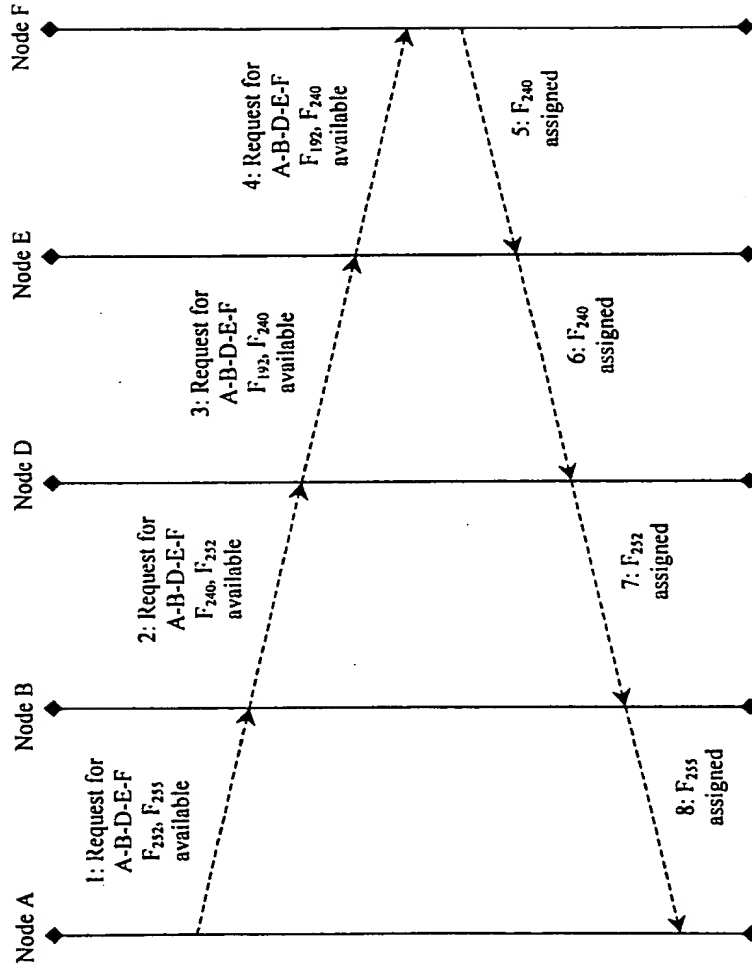 Node A
Node B
Node D
Node E
Node F
1: Request for
A-B-D-E-F
F252, F255
available
2: Request for
A-B-D-E-F
F240, F252
available
3: Request for
A-B-D-E-F
F192, F240
available
4: Request for
A-B-D-E-F
F192, F240
available
5: F240
assigned
6: F240
assigned
7: F252
assigned
8: F255
assigned